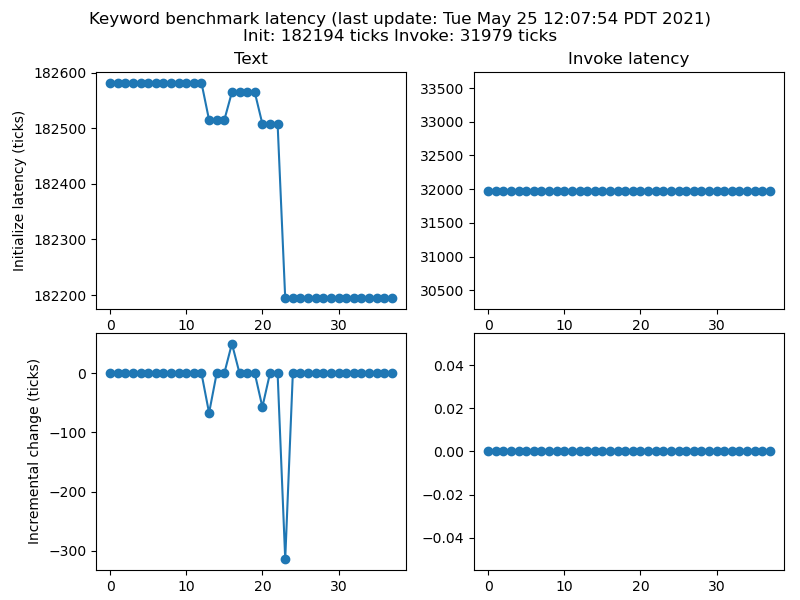 Keyword benchmark latency (last update: Tue May 25 12:07:54 PDT 2021)
Init: 182194 ticks Invoke: 31979 ticks
Text
Initialize latency (ticks)
182600
182500
182400
182300
182200
0 10 20 30
Invoke latency
33500
33000
32500
32000
31500
31000
30500
0 10 20 30
Incremental change (ticks)
0
−100
−200
−300
0 10 20 30
0.04
0.02
0.00
−0.02
−0.04
0 10 20 30